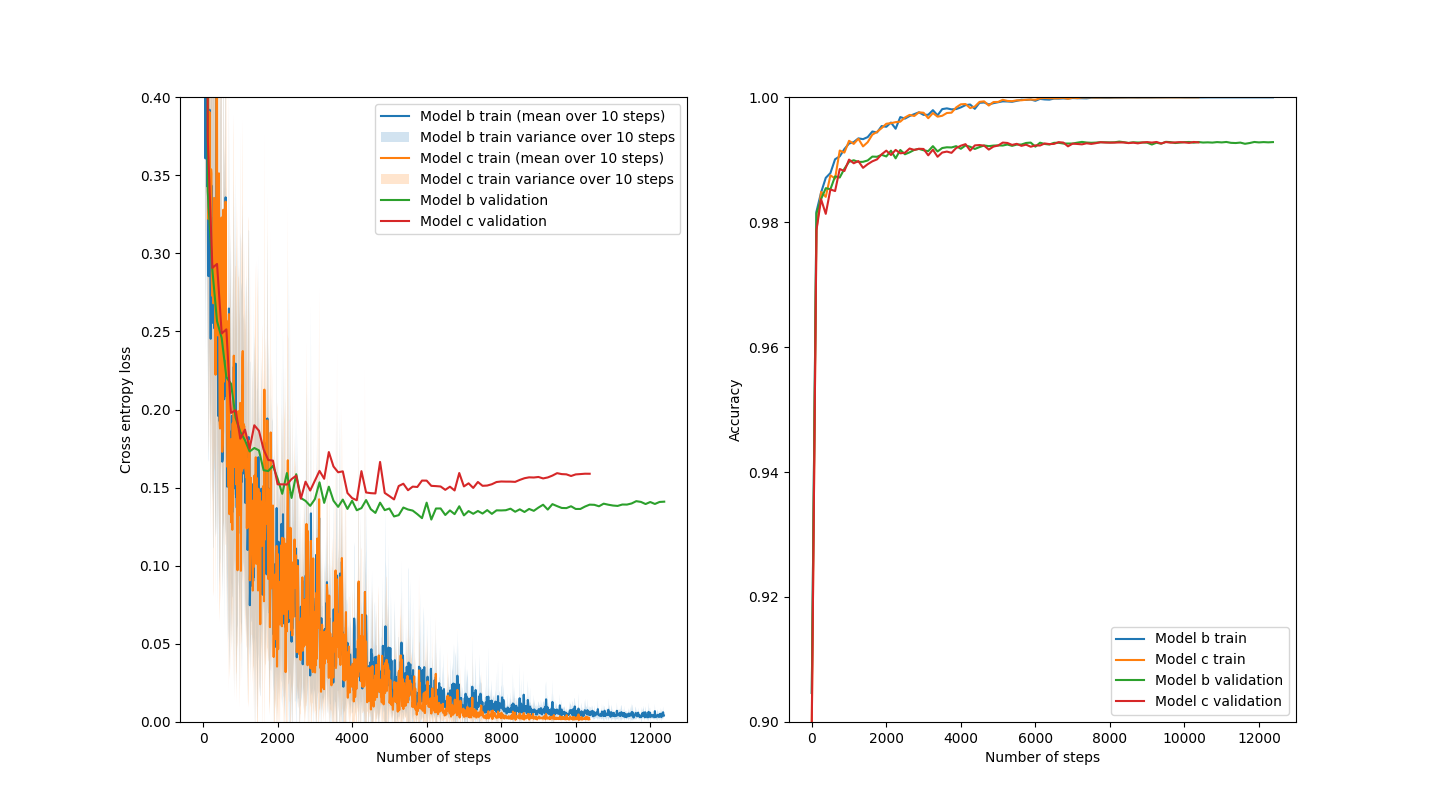 0.40
0.35
0.30
0.25
0.20
0.15
0.10
0.05
0.00
Cross entropy loss
0 2000 4000 6000 8000 10000 12000
Number of steps
Model b train (mean over 10 steps)
Model b train variance over 10 steps
Model c train (mean over 10 steps)
Model c train variance over 10 steps
Model b validation
Model c validation
1.00
0.98
0.96
0.94
0.92
0.90
Accuracy
0 2000 4000 6000 8000 10000 12000
Number of steps
Model b train
Model c train
Model b validation
Model c validation